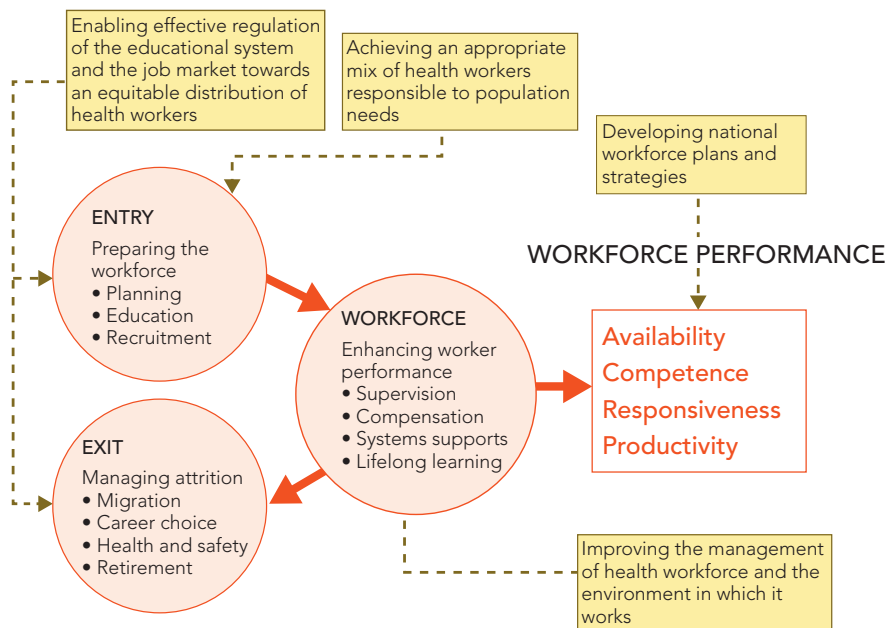 Enabling effective regulation
of the educational system
and the job market towards
an equitable distribution of
health workers
Achieving an appropriate
mix of health workers
responsible to population
needs
Developing national
workforce plans and
strategies
ENTRY
Preparing the
workforce
• Planning
• Education
• Recruitment
WORKFORCE
Enhancing worker
performance
• Supervision
• Compensation
• Systems supports
• Lifelong learning
WORKFORCE PERFORMANCE
Availability
Competence
Responsiveness
Productivity
EXIT
Managing attrition
• Migration
• Career choice
• Health and safety
• Retirement
Improving the management
of health workforce and the
environment in which it
works